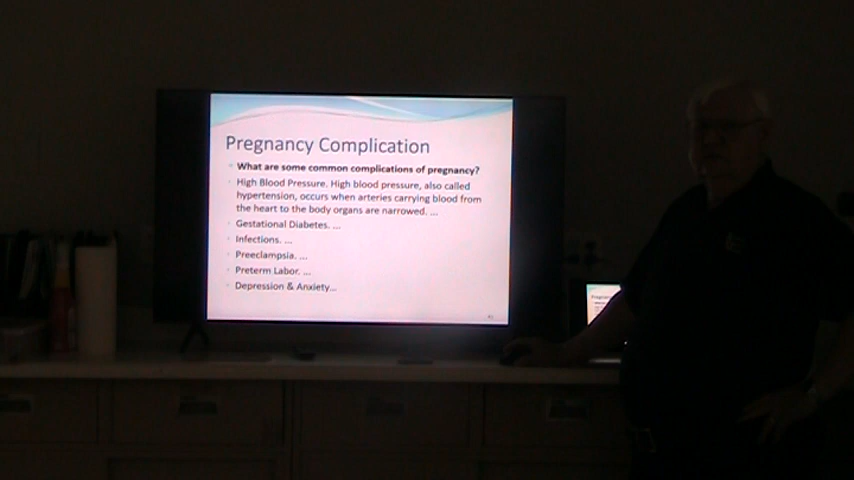 Pregnancy Complication
What are some common complications of pregnancy?
High Blood Pressure. High blood pressure, also called
hypertension, occurs when arteries carrying blood from
the heart to the body organs are narrowed. ...
Gestational Diabetes. ...
Infections. ...
Preeclampsia. ...
Preterm Labor. ...
Depression & Anxiety...